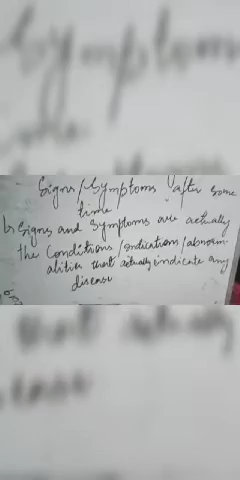 Signs/Symptoms after some
time
↳ Signs and Symptoms are actually
the Conditions/indication/abnorm-
alities that actually indicate any
disease